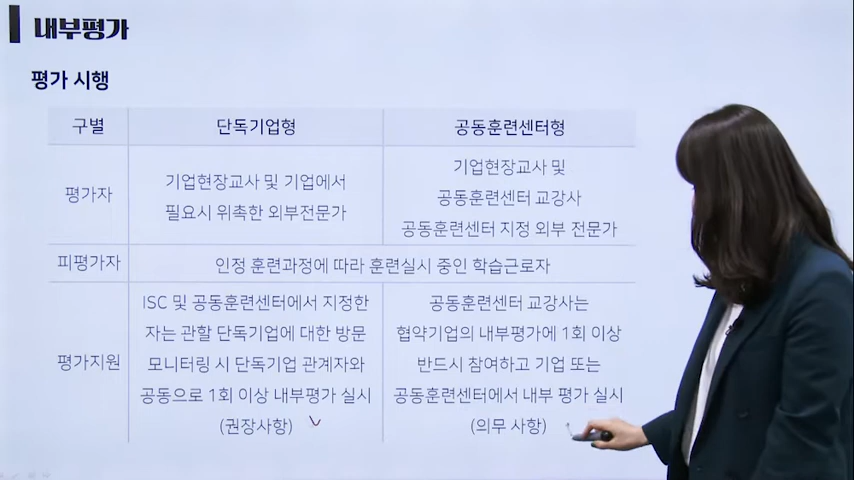 내부평가
평가 시행
구별 단독기업형 공동훈련센터형
평가자
기업현장교사 및 기업에서
필요시 위촉한 외부전문가
기업현장교사 및
공동훈련센터 교강사
공동훈련센터 지정 외부 전문가
피평가자 인정 훈련과정에 따라 훈련실시 중인 학습근로자
평가지원
ISC 및 공동훈련센터에서 지정한
자는 관할 단독기업에 대한 방문
모니터링 시 단독기업 관계자와
공동으로 1회 이상 내부평가 실시
(권장사항)
공동훈련센터 교강사는
협약기업의 내부평가에 1회 이상
반드시 참여하고 기업 또는
공동훈련센터에서 내부 평가 실시
(의무 사항)